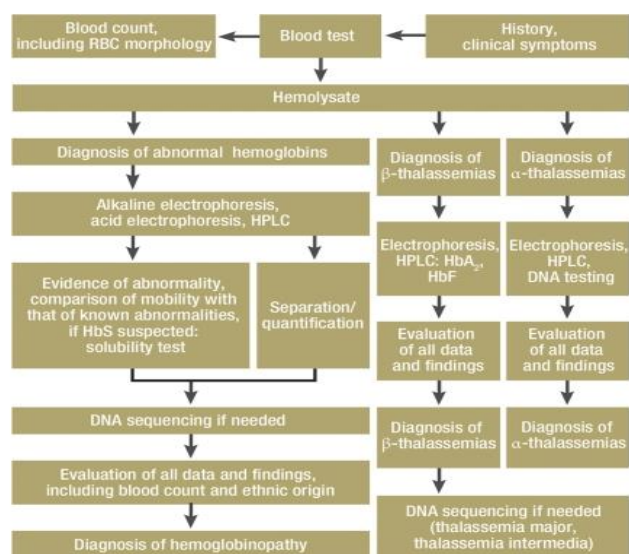 Blood count,
including RBC morphology
Blood test
History,
clinical symptoms
Hemolysate
Diagnosis of abnormal hemoglobins
Alkaline electrophoresis,
acid electrophoresis, HPLC
Evidence of abnormality,
comparison of mobility with
that of known abnormalities,
if HbS suspected:
solubility test
Separation/
quantification
DNA sequencing if needed
Evaluation of all data and findings,
including blood count and ethnic origin
Diagnosis of hemoglobinopathy
Diagnosis of
β-thalassemias
Electrophoresis,
HPLC: HbA₂,
HbF
Evaluation
of all data
and findings
Diagnosis of
β-thalassemias
DNA sequencing if needed
(thalassemia major,
thalassemia intermedia)
Diagnosis of
α-thalassemias
Electrophoresis,
HPLC,
DNA testing
Evaluation
of all data
and findings
Diagnosis of
α-thalassemias